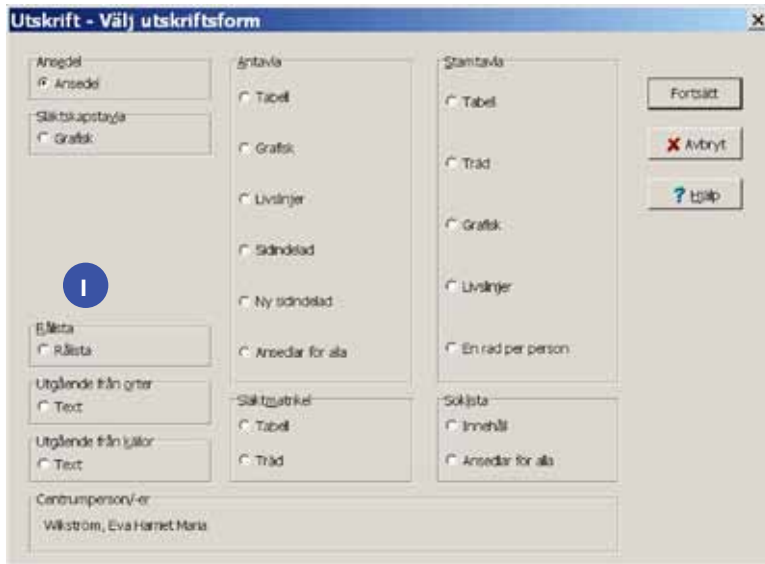 Utskrift - Välj utskriftsform
Ansedel
Ansedel
Släktskapstavla
Grafisk
I
Rålista
Rålista
Utgående från orter
Text
Utgående från källor
Text
Antavla
Tabell
Grafisk
Livslinjer
Sidindelad
Ny sidindelad
Ansedlar för alla
Släktmatrikel
Tabell
Träd
Stamtavla
Tabell
Träd
Grafisk
Livslinjer
En rad per person
Söklista
Innehåll
Ansedlar för alla
Fortsätt
Avbryt
? Hjälp
Centrumperson/-er
Wikström, Eva Harriet Maria